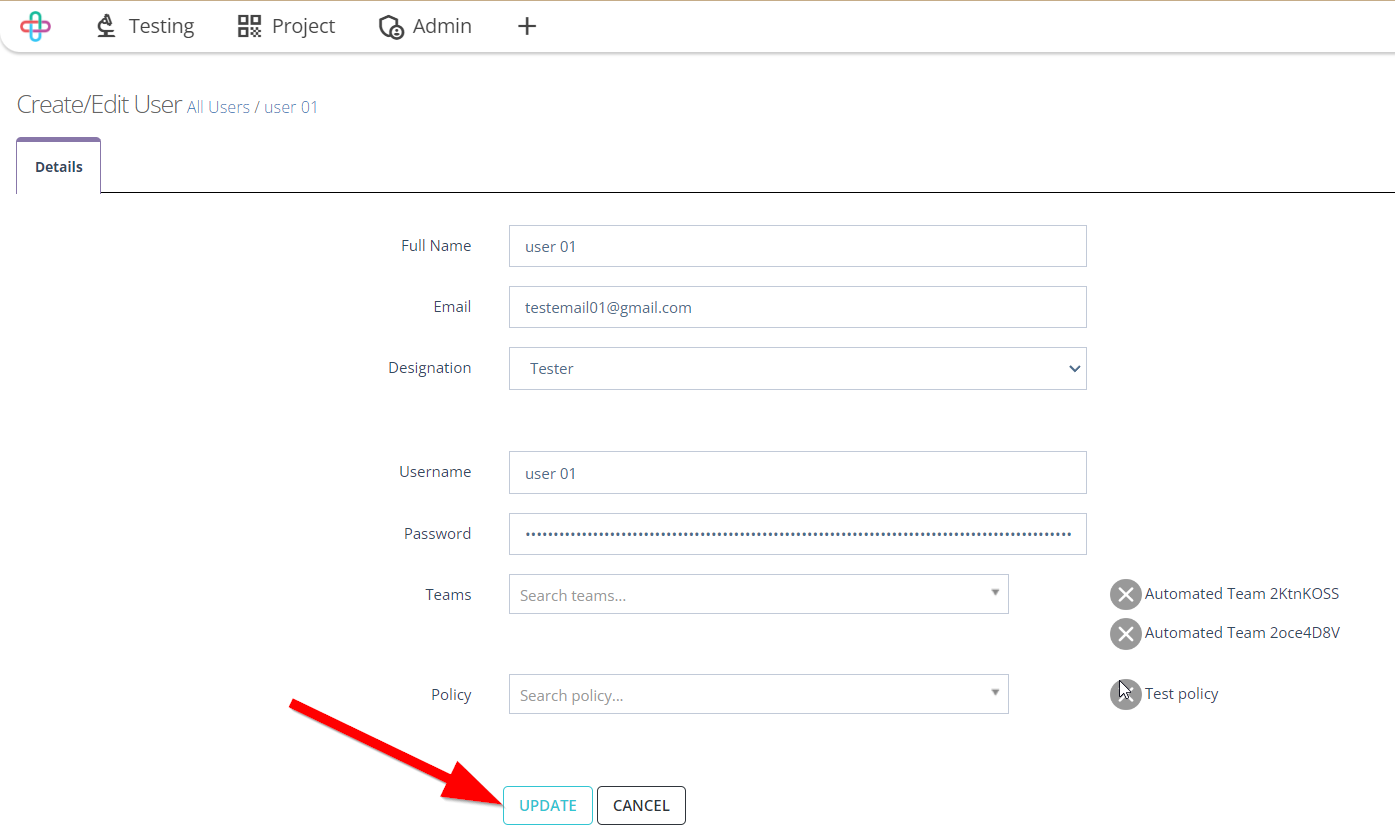 Testing Project Admin
Create/Edit User All Users / user 01
Details
Full Name user 01
Email testemail01@gmail.com
Designation Tester
Username user 01
Password
Teams Search teams... Automated Team 2KtnKOSS
Automated Team 2oce4D8V
Policy Search policy... Test policy
UPDATE CANCEL